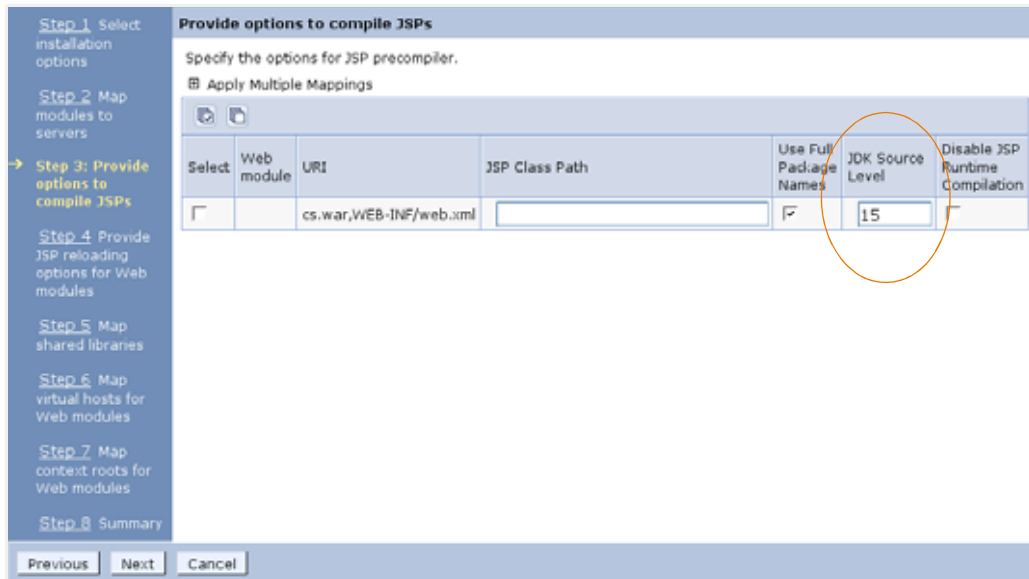 Step 1 Select
installation
options
Step 2 Map
modules to
servers
Step 3: Provide
options to
compile JSPs
Step 4 Provide
JSP reloading
options for Web
modules
Step 5 Map
shared libraries
Step 6 Map
virtual hosts for
Web modules
Step 7 Map
context roots for
Web modules
Step 8 Summary
Provide options to compile JSPs
Specify the options for JSP precompiler.
Apply Multiple Mappings
Select
Web
module
URI
JSP Class Path
Use Full
Package
Names
JDK Source
Level
Disable JSP
Runtime
Compilation
cs.war,WEB-INF/web.xml
15
Previous Next Cancel